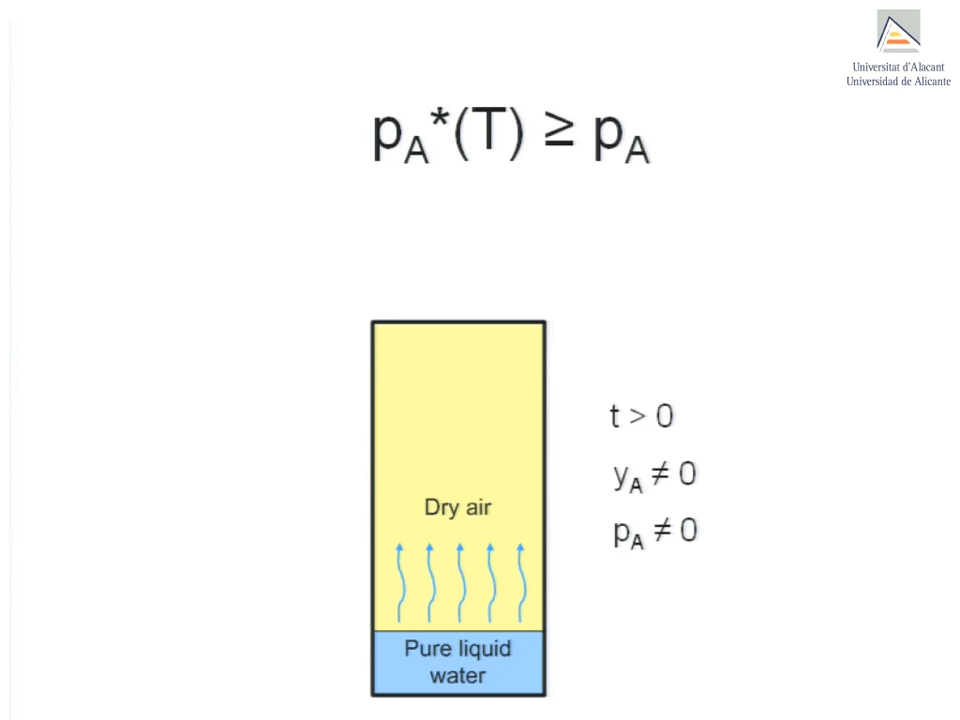 Universitat d'Alacant
Universidad de Alicante
pA*(T) ≥ pA
t > 0
yA ≠ 0
Dry air
pA ≠ 0
Pure liquid
water